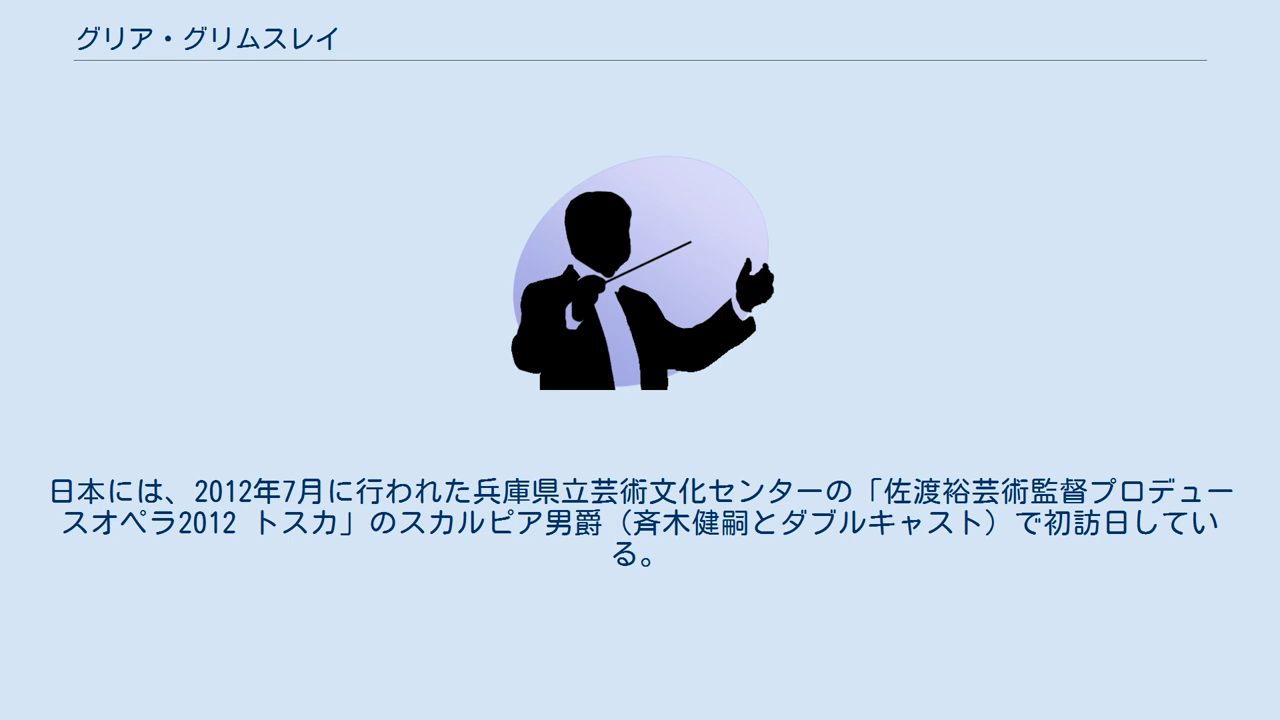 グリア・グリムスレイ
日本には、2012年7月に行われた兵庫県立芸術文化センターの「佐渡裕芸術監督プロデュー
スオペラ2012 トスカ」のスカルピア男爵（斉木健嗣とダブルキャスト）で初訪日してい
る。